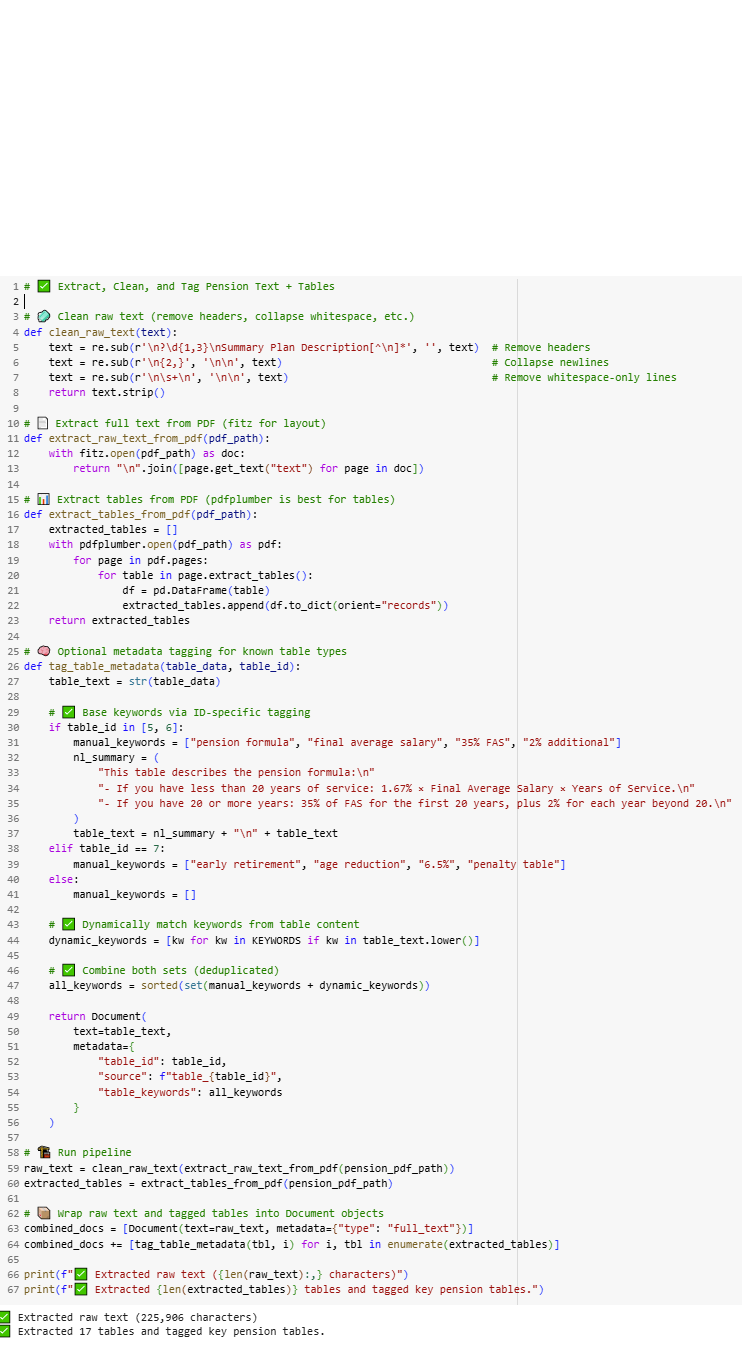 1 # ✅ Extract, Clean, and Tag Pension Text + Tables
2
3 # 🧼 Clean raw text (remove headers, collapse whitespace, etc.)
4 def clean_raw_text(text):
5     text = re.sub(r'\n?\d{1,3}\nSummary Plan Description[^\n]*', '', text)  # Remove headers
6     text = re.sub(r'\n{2,}', '\n\n', text)                                  # Collapse newlines
7     text = re.sub(r'\n\s+\n', '\n\n', text)                                 # Remove whitespace-only lines
8     return text.strip()
9
10 # 📄 Extract full text from PDF (fitz for layout)
11 def extract_raw_text_from_pdf(pdf_path):
12     with fitz.open(pdf_path) as doc:
13         return "\n".join([page.get_text("text") for page in doc])
14
15 # 📊 Extract tables from PDF (pdfplumber is best for tables)
16 def extract_tables_from_pdf(pdf_path):
17     extracted_tables = []
18     with pdfplumber.open(pdf_path) as pdf:
19         for page in pdf.pages:
20             for table in page.extract_tables():
21                 df = pd.DataFrame(table)
22                 extracted_tables.append(df.to_dict(orient="records"))
23     return extracted_tables
24
25 # 🧠 Optional metadata tagging for known table types
26 def tag_table_metadata(table_data, table_id):
27     table_text = str(table_data)
28
29     # ✅ Base keywords via ID-specific tagging
30     if table_id in [5, 6]:
31         manual_keywords = ["pension formula", "final average salary", "35% FAS", "2% additional"]
32         nl_summary = (
33             "This table describes the pension formula:\n"
34             "- If you have less than 20 years of service: 1.67% × Final Average Salary × Years of Service.\n"
35             "- If you have 20 or more years: 35% of FAS for the first 20 years, plus 2% for each year beyond 20.\n"
36         )
37         table_text = nl_summary + "\n" + table_text
38     elif table_id == 7:
39         manual_keywords = ["early retirement", "age reduction", "6.5%", "penalty table"]
40     else:
41         manual_keywords = []
42
43     # ✅ Dynamically match keywords from table content
44     dynamic_keywords = [kw for kw in KEYWORDS if kw in table_text.lower()]
45
46     # ✅ Combine both sets (deduplicated)
47     all_keywords = sorted(set(manual_keywords + dynamic_keywords))
48
49     return Document(
50         text=table_text,
51         metadata={
52             "table_id": table_id,
53             "source": f"table_{table_id}",
54             "table_keywords": all_keywords
55         }
56     )
57
58 # 🏗 Run pipeline
59 raw_text = clean_raw_text(extract_raw_text_from_pdf(pension_pdf_path))
60 extracted_tables = extract_tables_from_pdf(pension_pdf_path)
61
62 # 📦 Wrap raw text and tagged tables into Document objects
63 combined_docs = [Document(text=raw_text, metadata={"type": "full_text"})]
64 combined_docs += [tag_table_metadata(tbl, i) for i, tbl in enumerate(extracted_tables)]
65
66 print(f"✅ Extracted raw text ({len(raw_text):,} characters)")
67 print(f"✅ Extracted {len(extracted_tables)} tables and tagged key pension tables.")
✅ Extracted raw text (225,906 characters)
✅ Extracted 17 tables and tagged key pension tables.